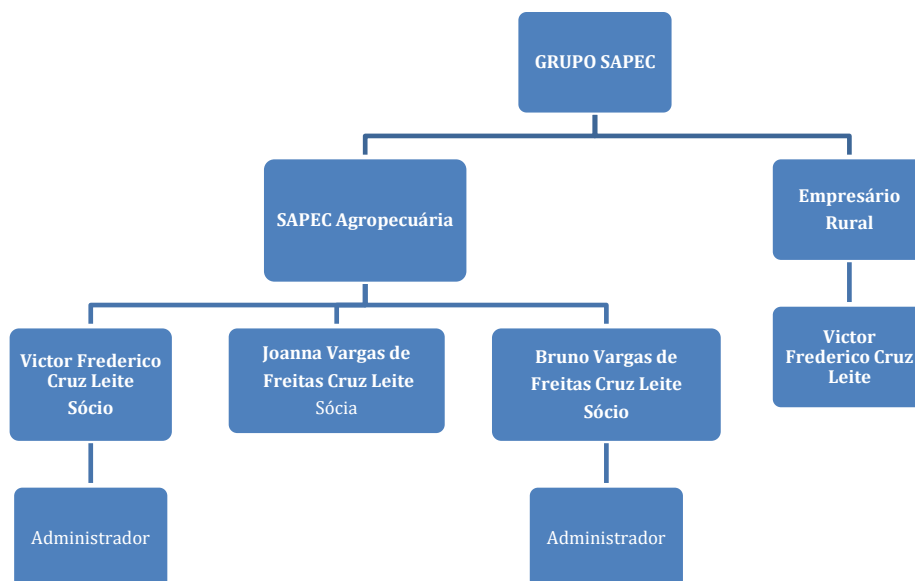 GRUPO SAPEC
SAPEC Agropecuária
Empresário
Rural
Victor Frederico
Cruz Leite
Sócio
Joanna Vargas de
Freitas Cruz Leite
Sócia
Bruno Vargas de
Freitas Cruz Leite
Sócio
Victor
Frederico Cruz
Leite
Administrador
Administrador